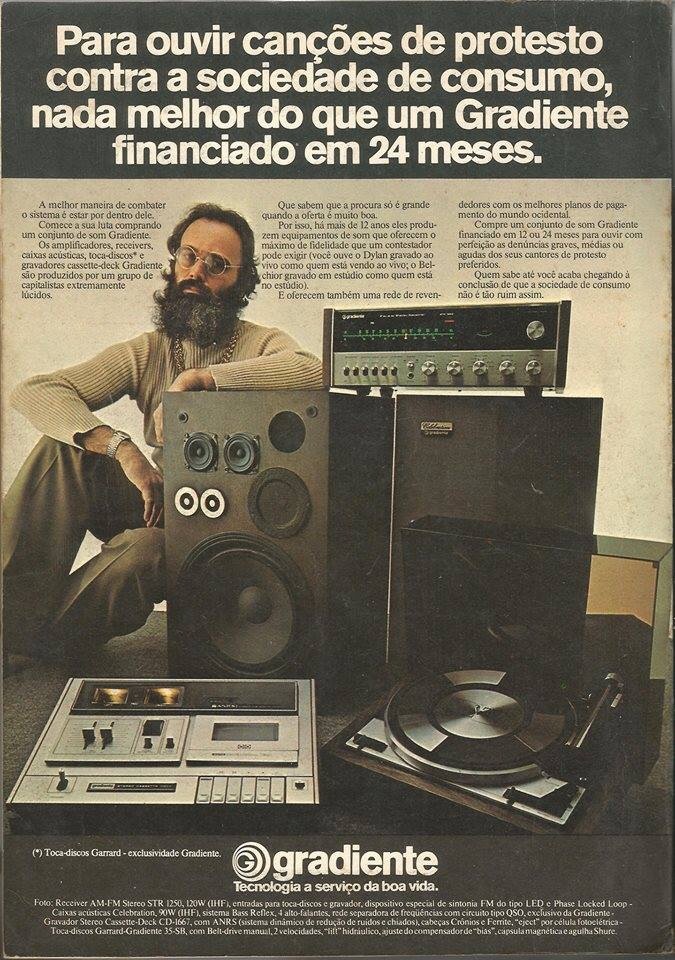 Para ouvir canções de protesto
contra a sociedade de consumo,
nada melhor do que um Gradiente
financiado em 24 meses.
A melhor maneira de combater
o sistema é estar por dentro dele.
Comece a sua luta comprando
um conjunto de som Gradiente.
Os amplificadores, receivers,
caixas acústicas, toca-discos* e
gravadores cassette-deck Gradiente
são produzidos por um grupo de
capitalistas extremamente
lúcidos.
Que sabem que a procura só é grande
quando a oferta é muito boa.
Por isso, há mais de 12 anos eles produ-
zem equipamentos de som que oferecem o
máximo de fidelidade que um contestador
pode exigir (você ouve o Dylan gravado ao
vivo como quem está vendo ao vivo; o Bel-
chior gravado em estúdio como quem está
no estúdio).
E oferecem também uma rede de reven-
dedores com os melhores planos de paga-
mento do mundo ocidental.
Compre um conjunto de som Gradiente
financiado em 12 ou 24 meses para ouvir com
perfeição as denúncias graves, médias ou
agudas dos seus cantores de protesto
preferidos.
Quem sabe até você acaba chegando à
conclusão de que a sociedade de consumo
não é tão ruim assim.
gradiente
ANRS
STEREO CASSETTE DECK
(*) Toca-discos Garrard - exclusividade Gradiente.
gradiente
Tecnologia a serviço da boa vida.
Foto: Receiver AM-FM Stereo STR 1250, 120W (IHF), entradas para toca-discos e gravador, dispositivo especial de sintonia FM do tipo LED e Phase Locked Loop -
Caixas acústicas Celebration, 90W (IHF), sistema Bass Reflex, 4 alto-falantes, rede separadora de freqüências com circuito tipo QSO, exclusivo da Gradiente -
Gravador Stereo Cassette-Deck CD-1667, com ANRS (sistema dinâmico de redução de ruídos e chiados), cabeças Crônios e Ferrite, "eject" por célula fotoelétrica -
Toca-discos Garrard-Gradiente 35-SB, com Belt-drive manual, 2 velocidades, "lift" hidráulico, ajuste do compensador de "bias", cápsula magnética e agulha Shure.